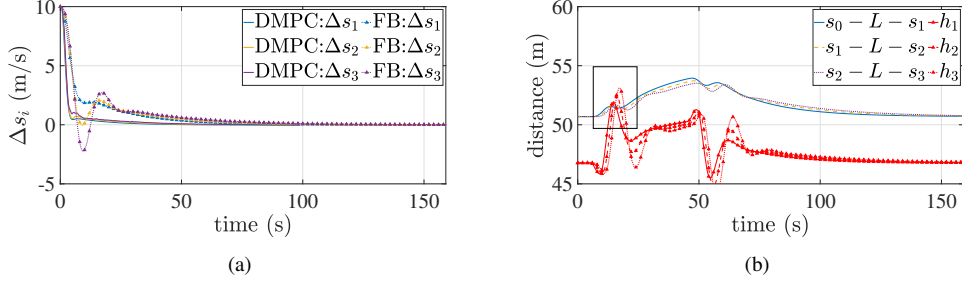 10
5
0
-5
Δs_i (m/s)
DMPC:Δs_1 FB:Δs_1
DMPC:Δs_2 FB:Δs_2
DMPC:Δs_3 FB:Δs_3
0 50 100 150
time (s)
(a)
60
55
50
45
distance (m)
s_0 − L − s_1 h_1
s_1 − L − s_2 h_2
s_2 − L − s_3 h_3
0 50 100 150
time (s)
(b)